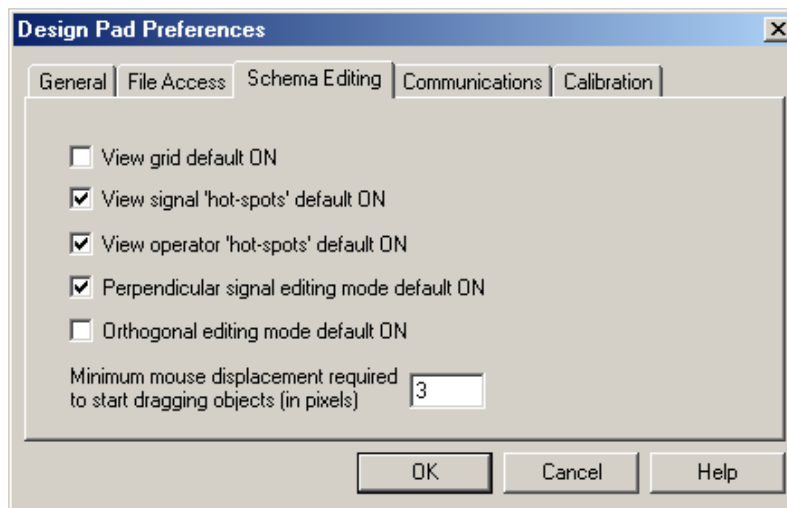 Design Pad Preferences
General File Access Schema Editing Communications Calibration
View grid default ON
View signal 'hot-spots' default ON
View operator 'hot-spots' default ON
Perpendicular signal editing mode default ON
Orthogonal editing mode default ON
Minimum mouse displacement required
to start dragging objects (in pixels) 3
OK Cancel Help